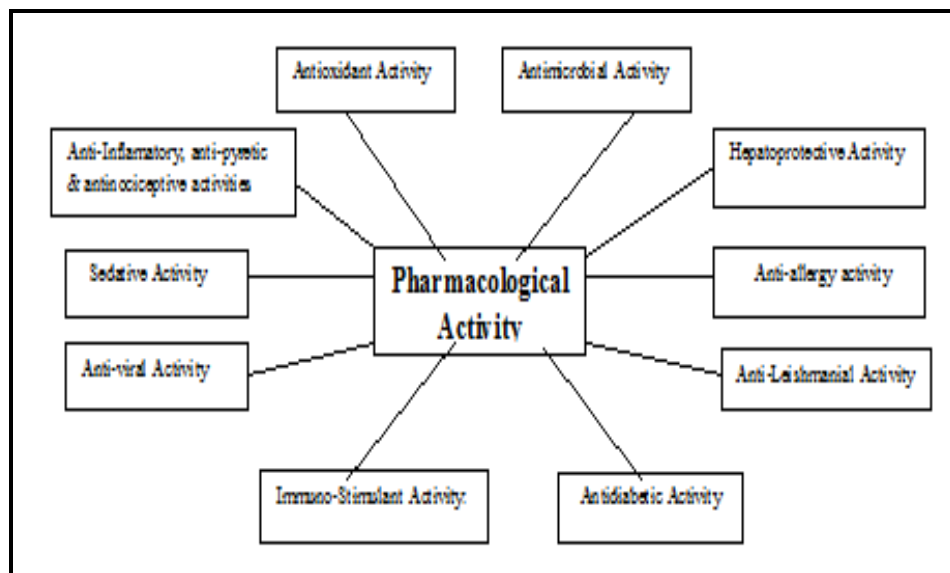 Antioxidant Activity
Antimicrobial Activity
Anti-Inflamatory, anti-pyretic
& antinociceptive activities
Hepatoprotective Activity
Sedative Activity
Pharmacological
Activity
Anti-allergy activity
Anti-viral Activity
Anti-Leishmanial Activity
Immuno-Stimulant Activity:
Antidiabetic Activity